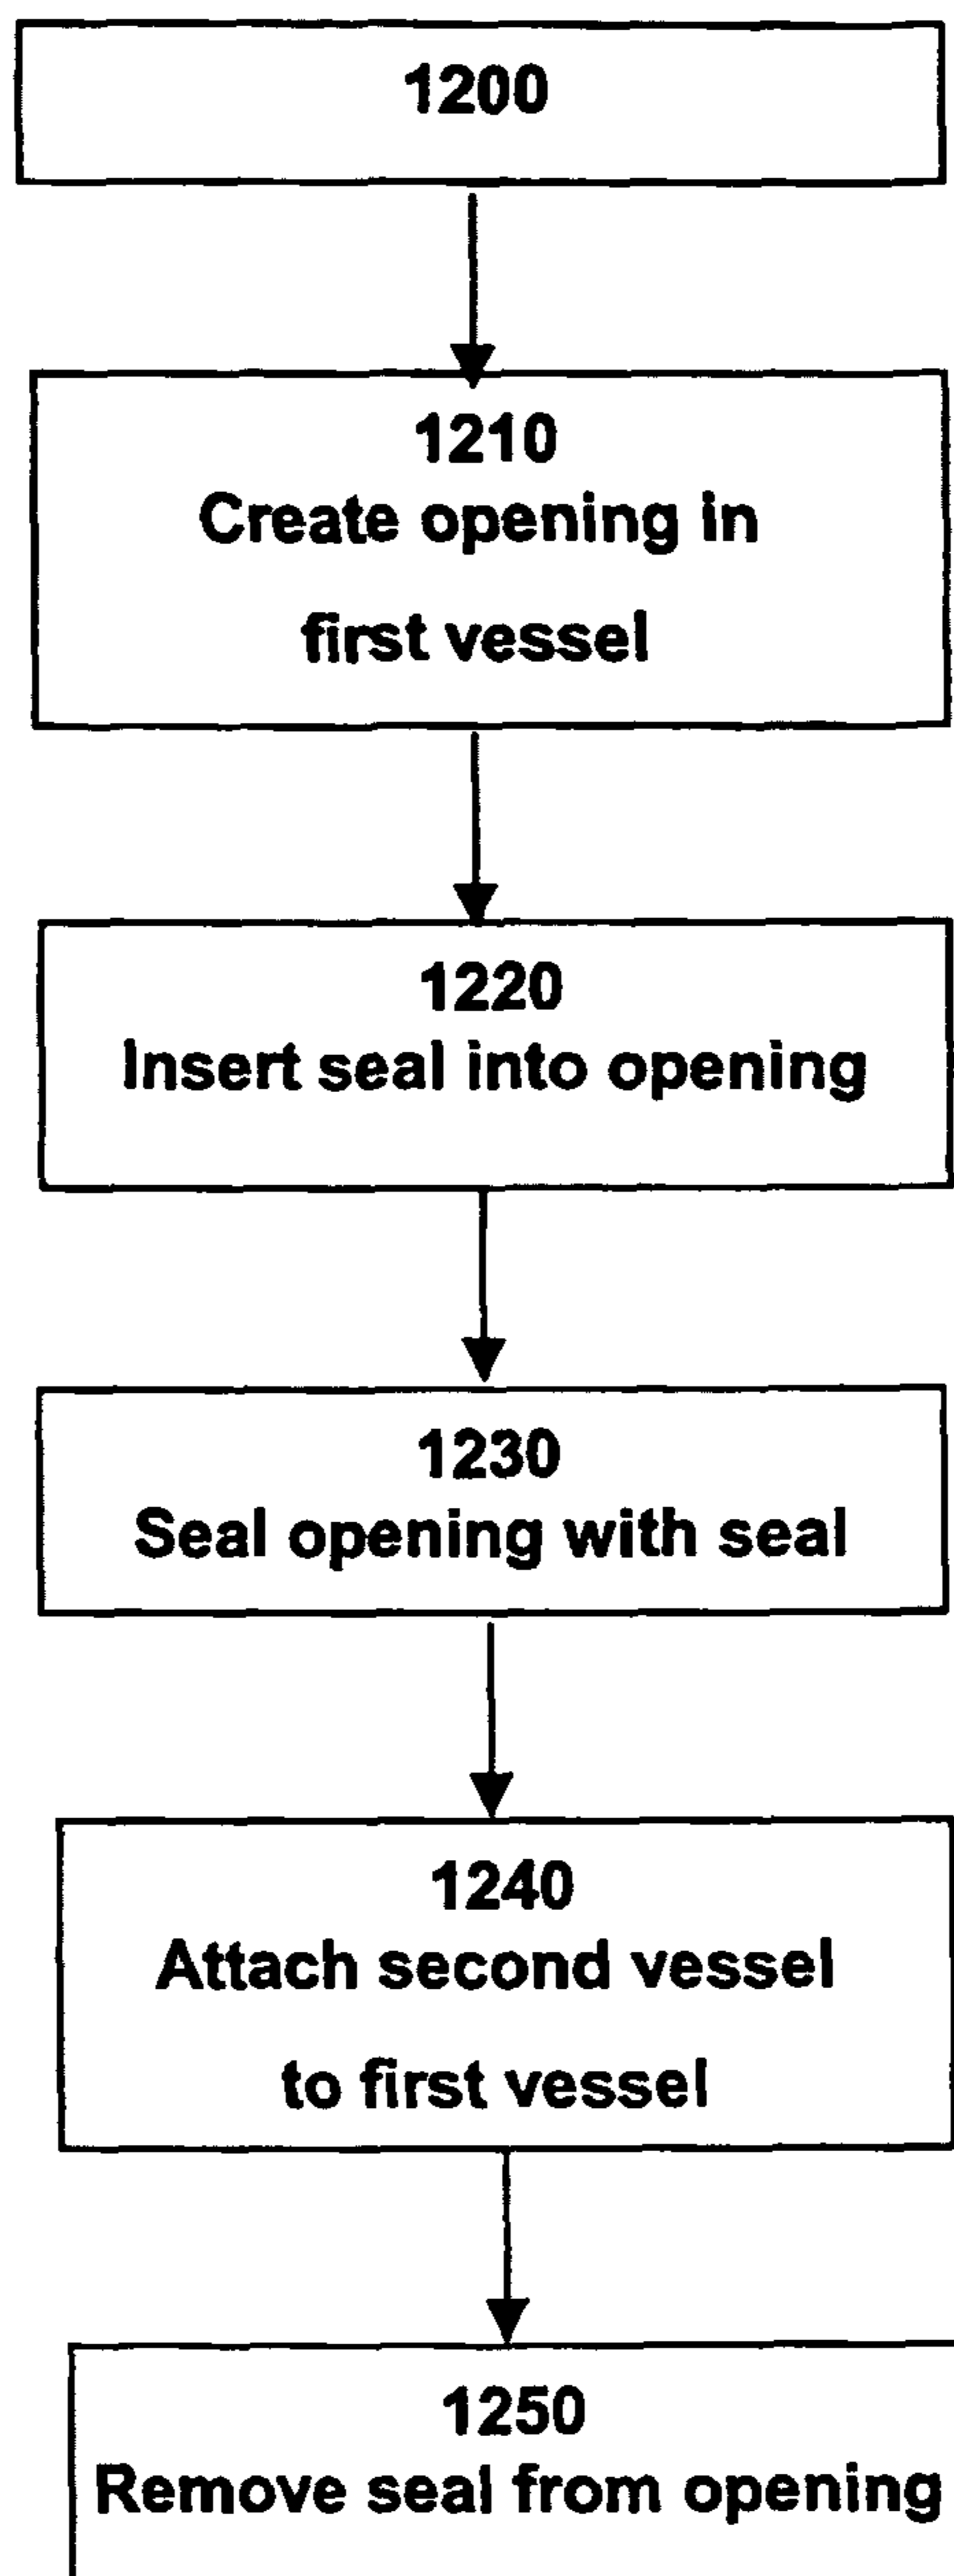 1200
1210
Create opening in
first vessel
1220
Insert seal into opening
1230
Seal opening with seal
1240
Attach second vessel
to first vessel
1250
Remove seal from opening